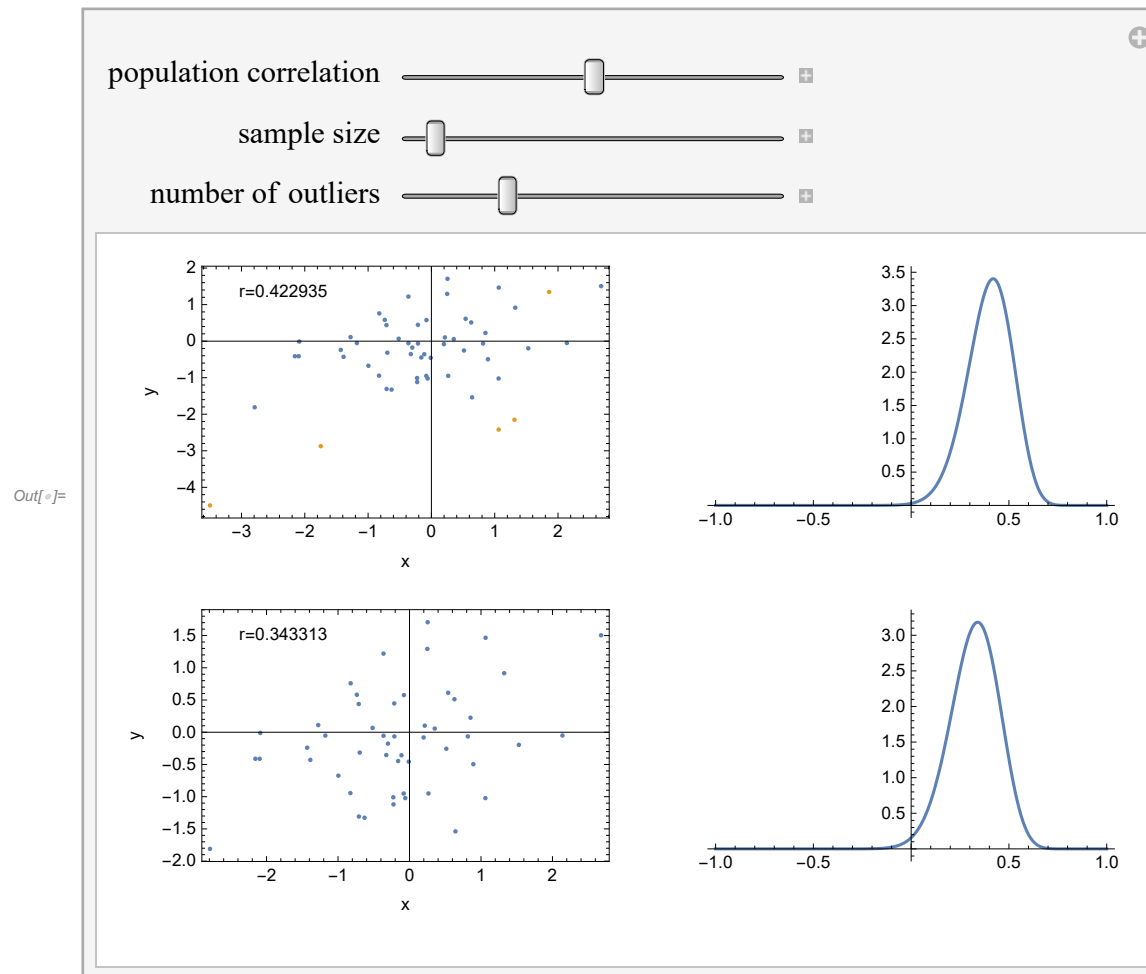 population correlation
sample size
number of outliers
Out[•]=
r=0.422935
2
1
0
−1
−2
−3
−4
y
−3 −2 −1 0 1 2
x
3.5
3.0
2.5
2.0
1.5
1.0
0.5
−1.0 −0.5 0.5 1.0
r=0.343313
1.5
1.0
0.5
0.0
−0.5
−1.0
−1.5
−2.0
y
−2 −1 0 1 2
x
3.0
2.5
2.0
1.5
1.0
0.5
−1.0 −0.5 0.5 1.0